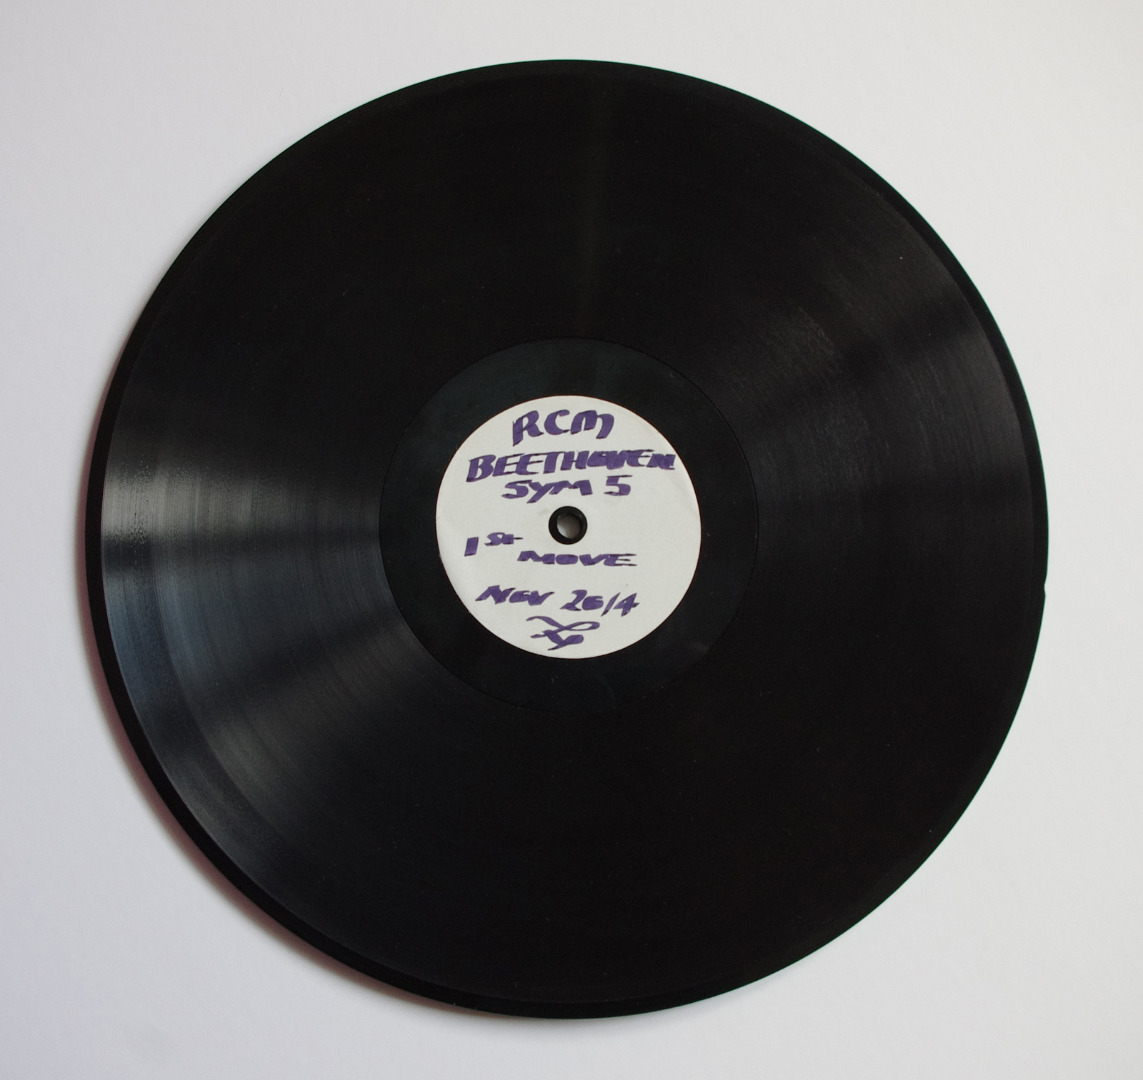 RCM
BEETHOVEN
SYM 5
1st MOVE
NOV 26/4